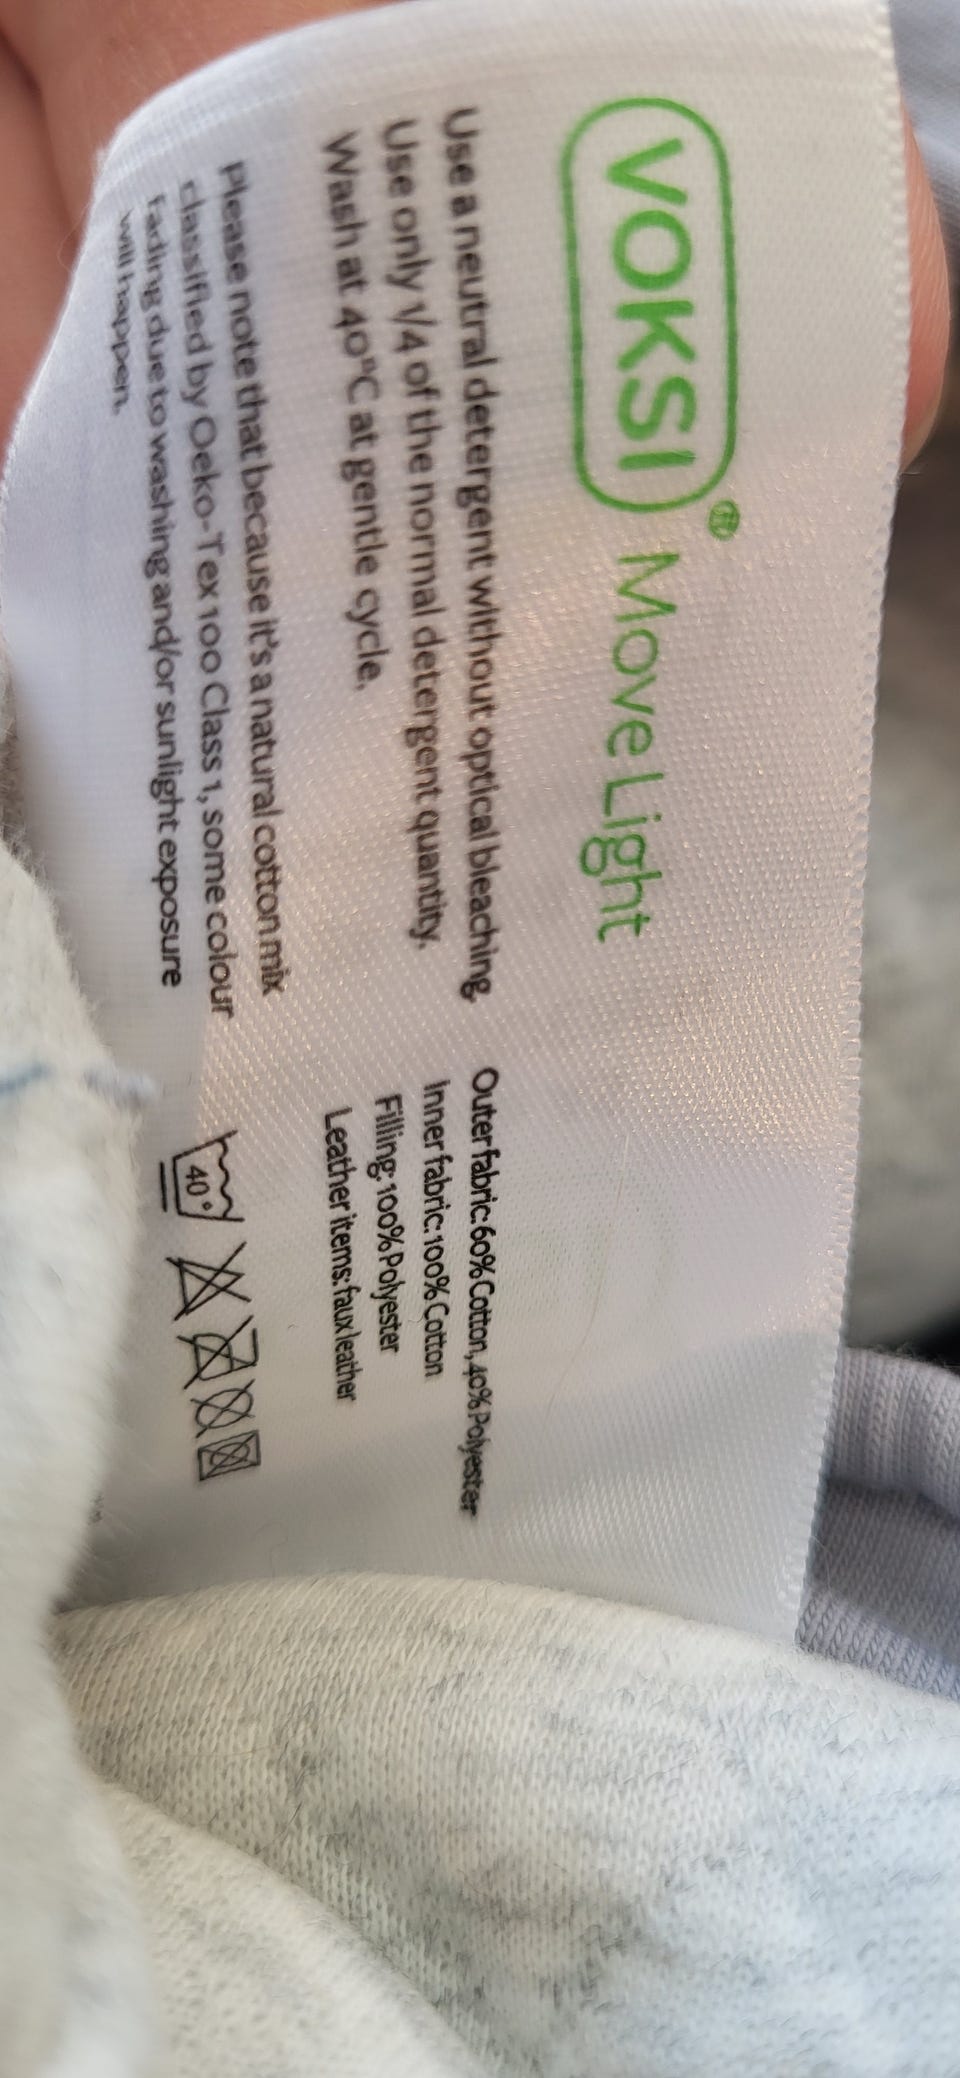 VOKSI® Move Light
Use a neutral detergent without optical bleaching.
Use only 1/4 of the normal detergent quantity.
Wash at 40°C at gentle cycle.
Please note that because it's a natural cotton mix
classified by Oeko-Tex 100 Class 1, some colour
fading due to washing and/or sunlight exposure
will happen.
Outer fabric: 60% Cotton, 40% Polyester
Inner fabric: 100% Cotton
Filling: 100% Polyester
Leather items: faux leather
40°